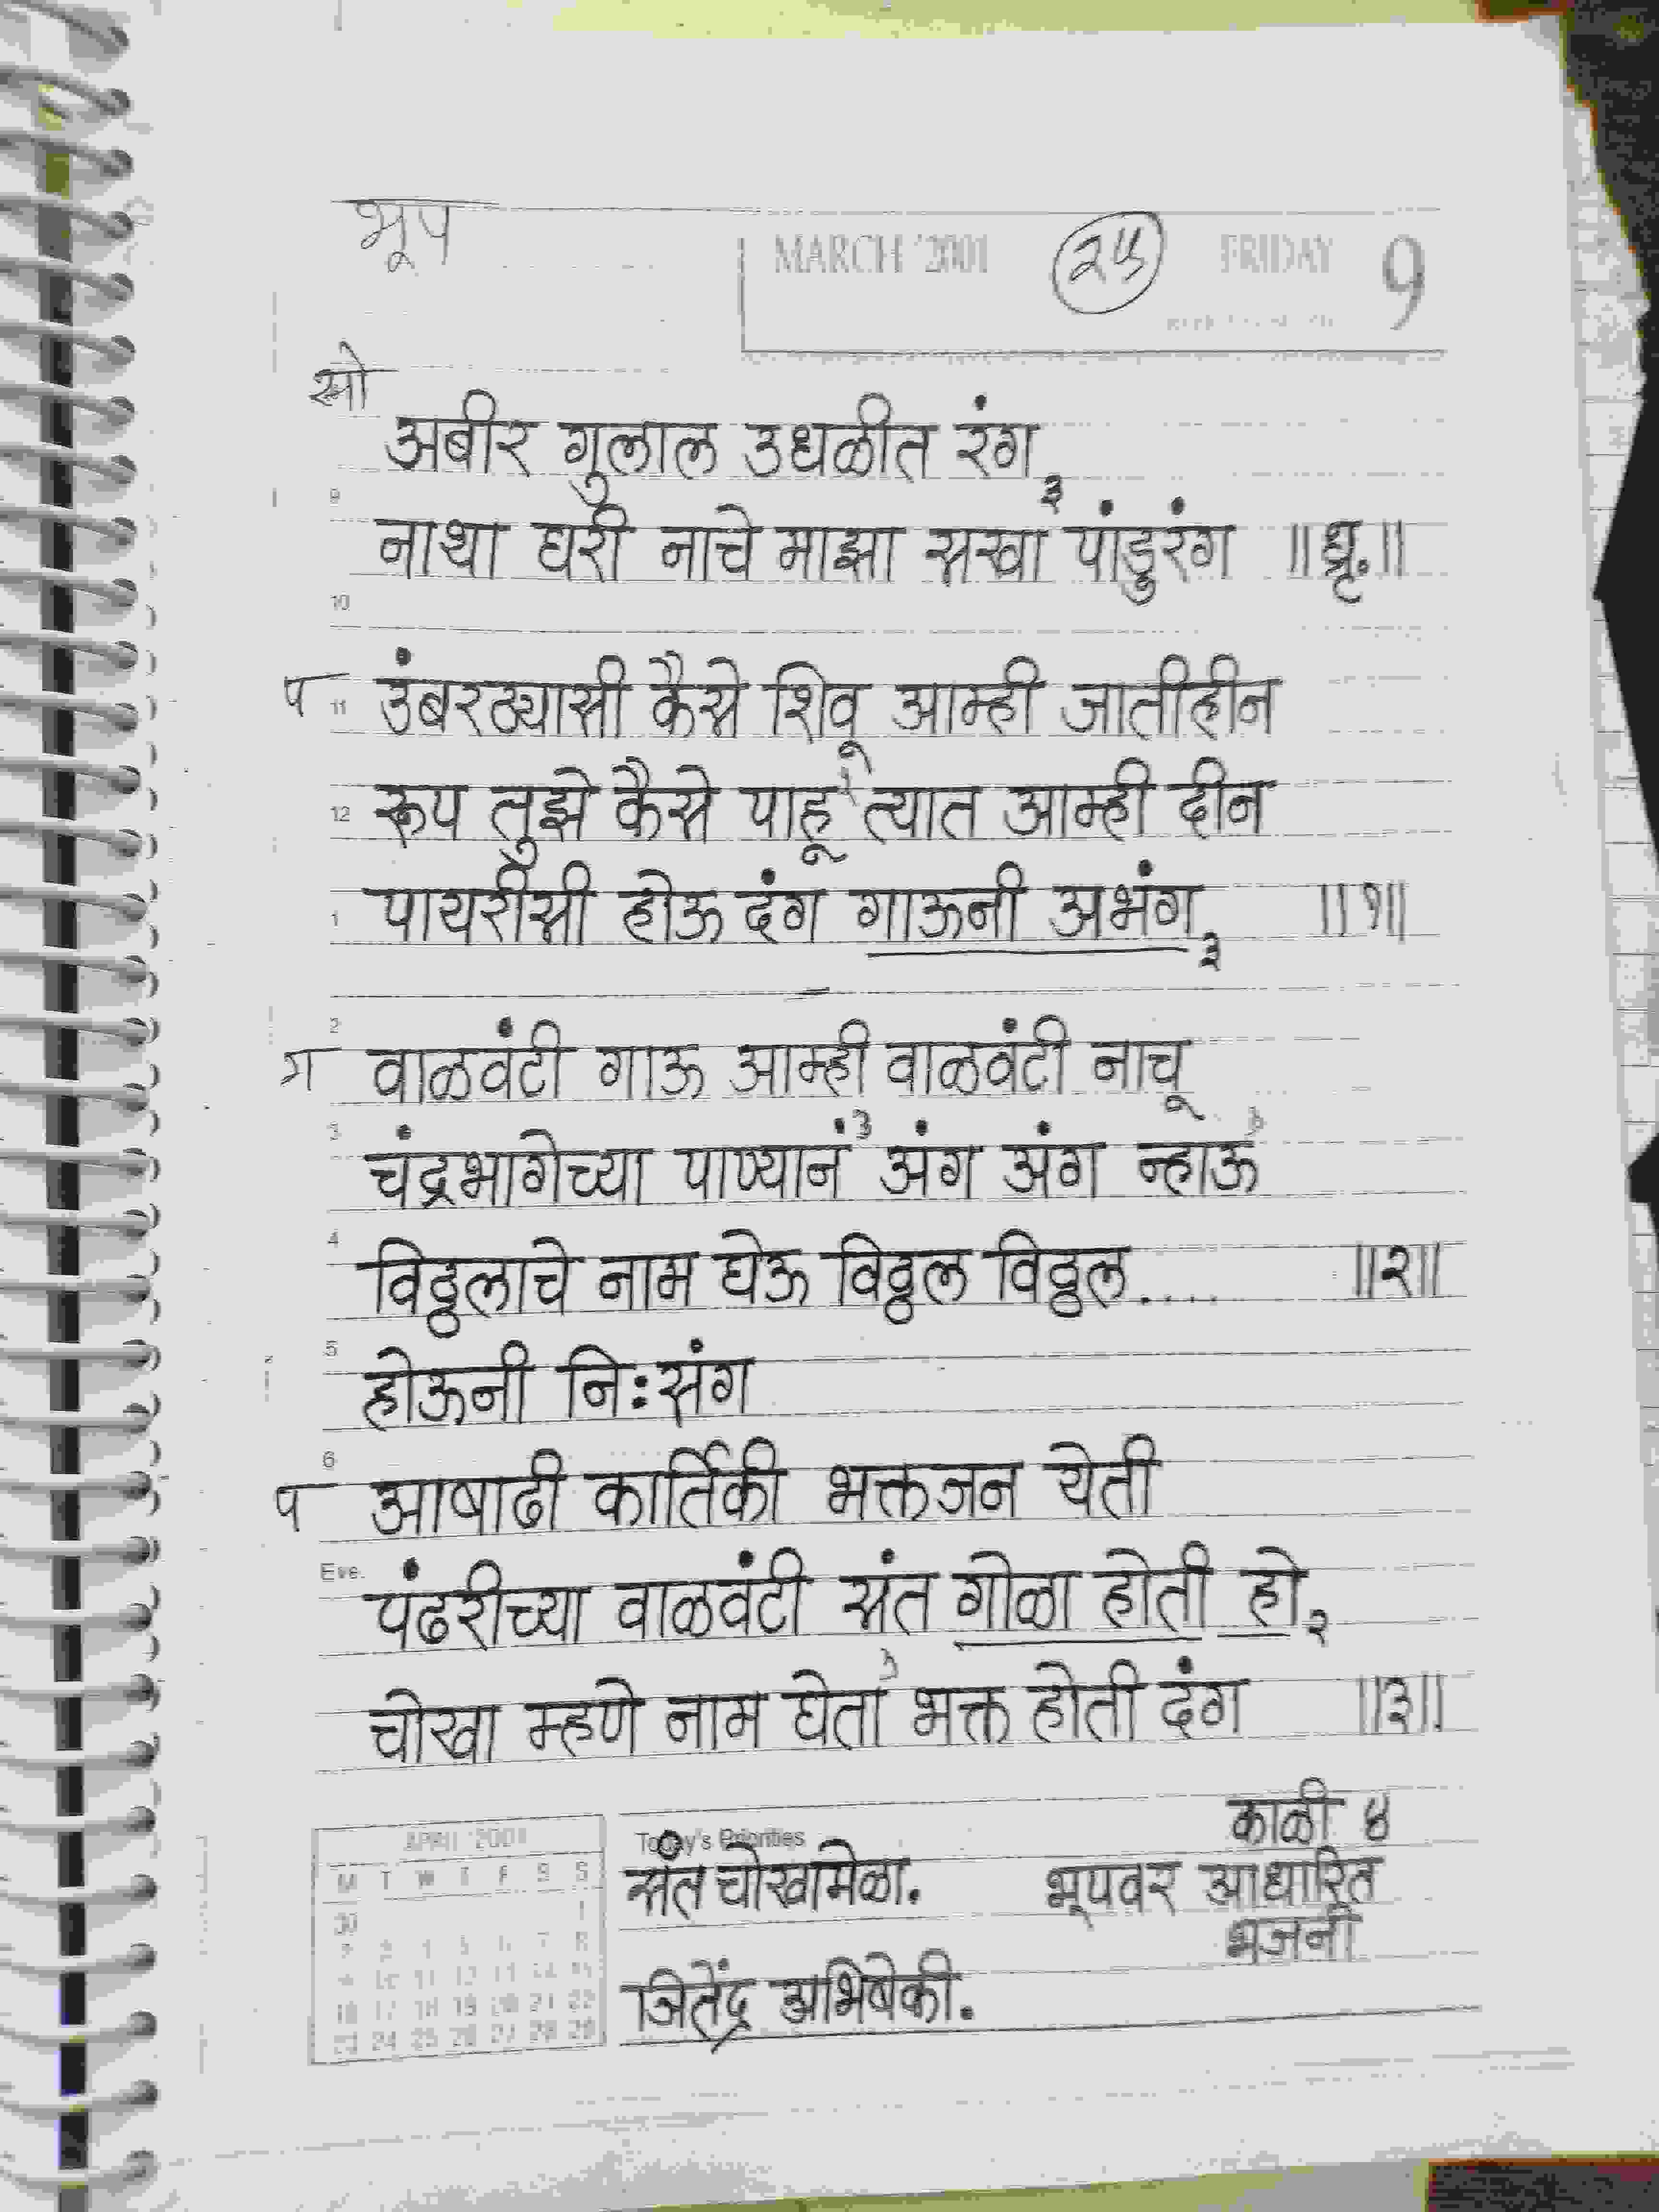 भूप
MARCH '2001 २५ FRIDAY 9
सो
अबीर गुलाल उधळीत रंग ३
9
नाथा घरी नाचे माझा सखा पांडुरंग ॥ध्रृ.॥
10
प 11 उंबरठ्यासी कैसे शिवू आम्ही जातीहीन
12 रूप तुझे कैसे पाहू त्यात आम्ही दीन
1 पायरीसी होऊ दंग गाऊनी अभंग ३ ॥१॥
2
ग वाळवंटी गाऊ आम्ही वाळवंटी नाचू
3 चंद्रभागेच्या पाण्यानं ३ अंग अंग न्हाऊ
4 विठ्ठलाचे नाम घेऊ विठ्ठल विठ्ठल.... ॥२॥
5 होऊनी नि:संग
6
प आषाढी कार्तिकी भक्तजन येती
Eve. पंढरीच्या वाळवंटी संत गोळा होती हो २
चोखा म्हणे नाम घेता भक्त होती दंग ॥३॥
काळी ४
APRIL 2001 Today's Priorities
M T W T F S S
संत चोखामेळा. भूपवर आधारित
भजनी
30 1
2 3 4 5 6 7 8
9 10 11 12 13 14 15
16 17 18 19 20 21 22
23 24 25 26 27 28 29
जितेंद्र अभिषेकी.